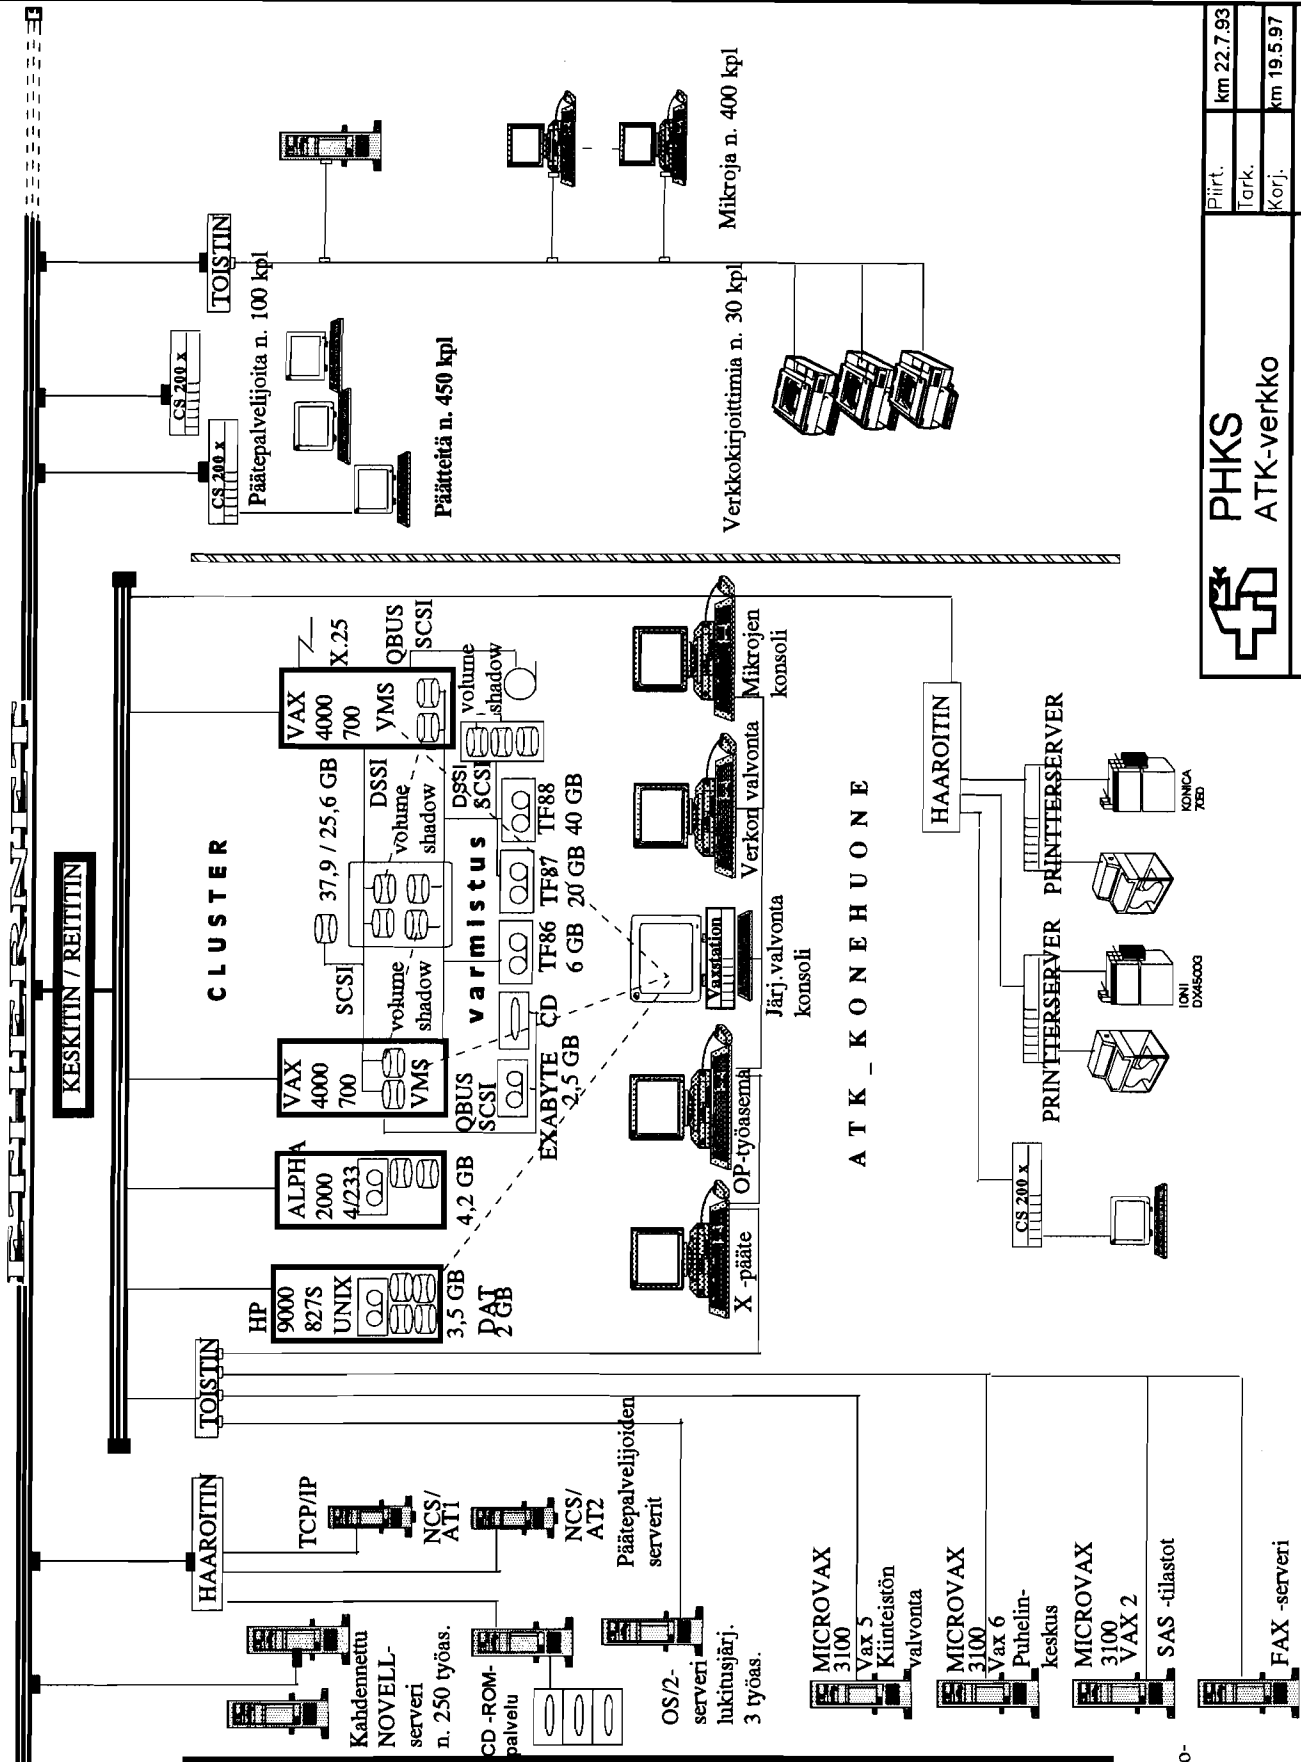 ETHERNET
KESKITIN / REITITIN
HAAROITIN
TCP/IP
NCS/
AT1
NCS/
AT2
Päätepalvelijoiden
serverit
Kahdennettu
NOVELL-
serveri
n. 250 työas.
CD -ROM-
palvelu
OS/2-
serveri
lukitusjärj.
3 työas.
TOISTIN
MICROVAX
3100
Vax 5
Kiinteistön
valvonta
MICROVAX
3100
Vax 6
Puhelin-
keskus
MICROVAX
3100
VAX 2
SAS -tilastot
FAX -serveri
o-
CLUSTER
HP
9000
827S
UNIX
3,5 GB
DAT
2 GB
ALPHA
2000
4/233
4,2 GB
VAX
4000
700
VMS
QBUS
SCSI
EXABYTE
2,5 GB
CD
SCSI
37,9 / 25,6 GB
volume
shadow
DSSI
volume
shadow
varmistus
TF86
6 GB
TF87
20 GB
TF88
40 GB
DSSI
SCSI
VAX
4000
700
VMS
X.25
QBUS
SCSI
volume
shadow
X -pääte
OP-työasema
Vaxstation
Järj.valvonta
konsoli
Verkon valvonta
Mikrojen
konsoli
ATK_KONEHUONE
HAAROITIN
CS 200 x
PRINTTERSERVER
IONI
DX4500G
PRINTTERSERVER
KONICA
7050
CS 200 x
CS 200 x
Päätepalvelijoita n. 100 kpl
Päätteitä n. 450 kpl
TOISTIN
Mikroja n. 400 kpl
Verkkokirjoittimia n. 30 kpl
PHKS
ATK-verkko
Piirt.
km 22.7.93
Tark.
Korj.
km 19.5.97